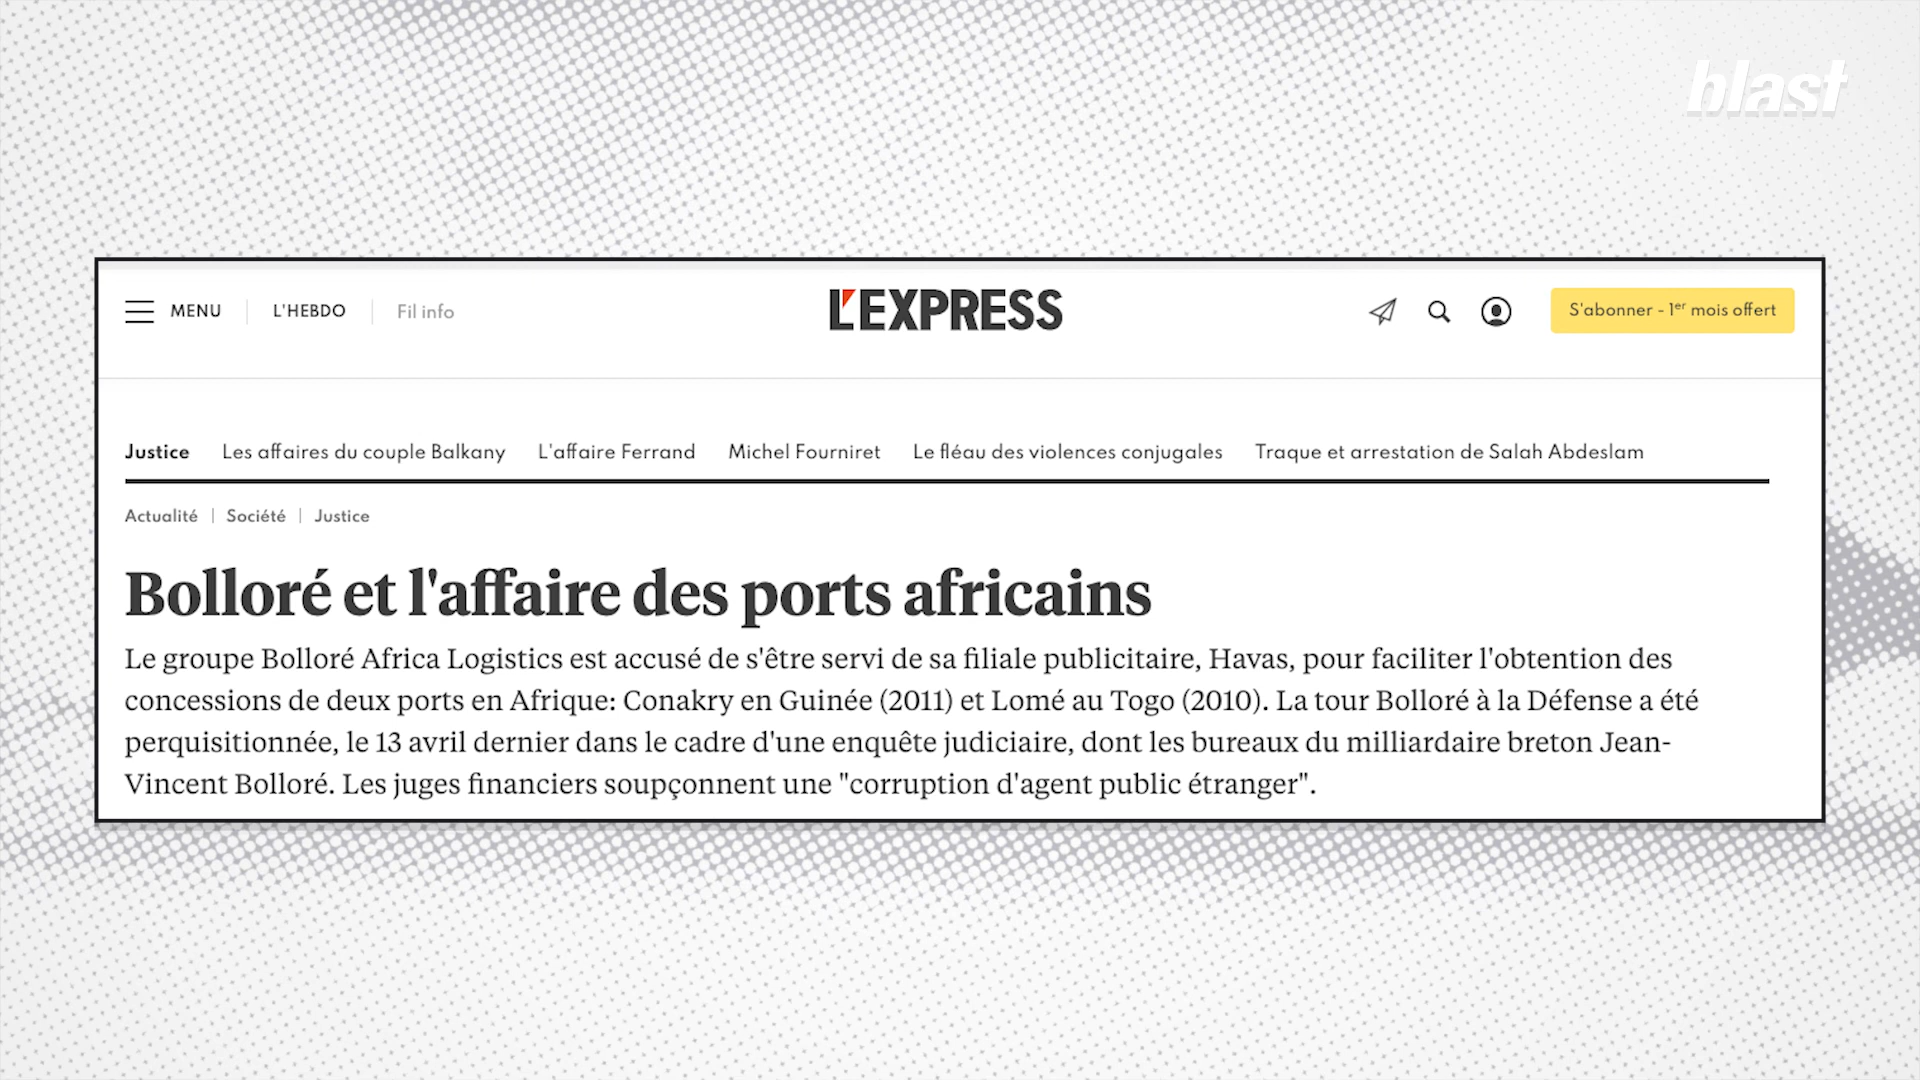 blast
MENU
L'HEBDO
Fil info
L'EXPRESS
S'abonner - 1er mois offert
Justice Les affaires du couple Balkany L'affaire Ferrand Michel Fourniret Le fléau des violences conjugales Traque et arrestation de Salah Abdeslam
Actualité | Société | Justice
Bolloré et l'affaire des ports africains
Le groupe Bolloré Africa Logistics est accusé de s'être servi de sa filiale publicitaire, Havas, pour faciliter l'obtention des
concessions de deux ports en Afrique: Conakry en Guinée (2011) et Lomé au Togo (2010). La tour Bolloré à la Défense a été
perquisitionnée, le 13 avril dernier dans le cadre d'une enquête judiciaire, dont les bureaux du milliardaire breton Jean-
Vincent Bolloré. Les juges financiers soupçonnent une "corruption d'agent public étranger".